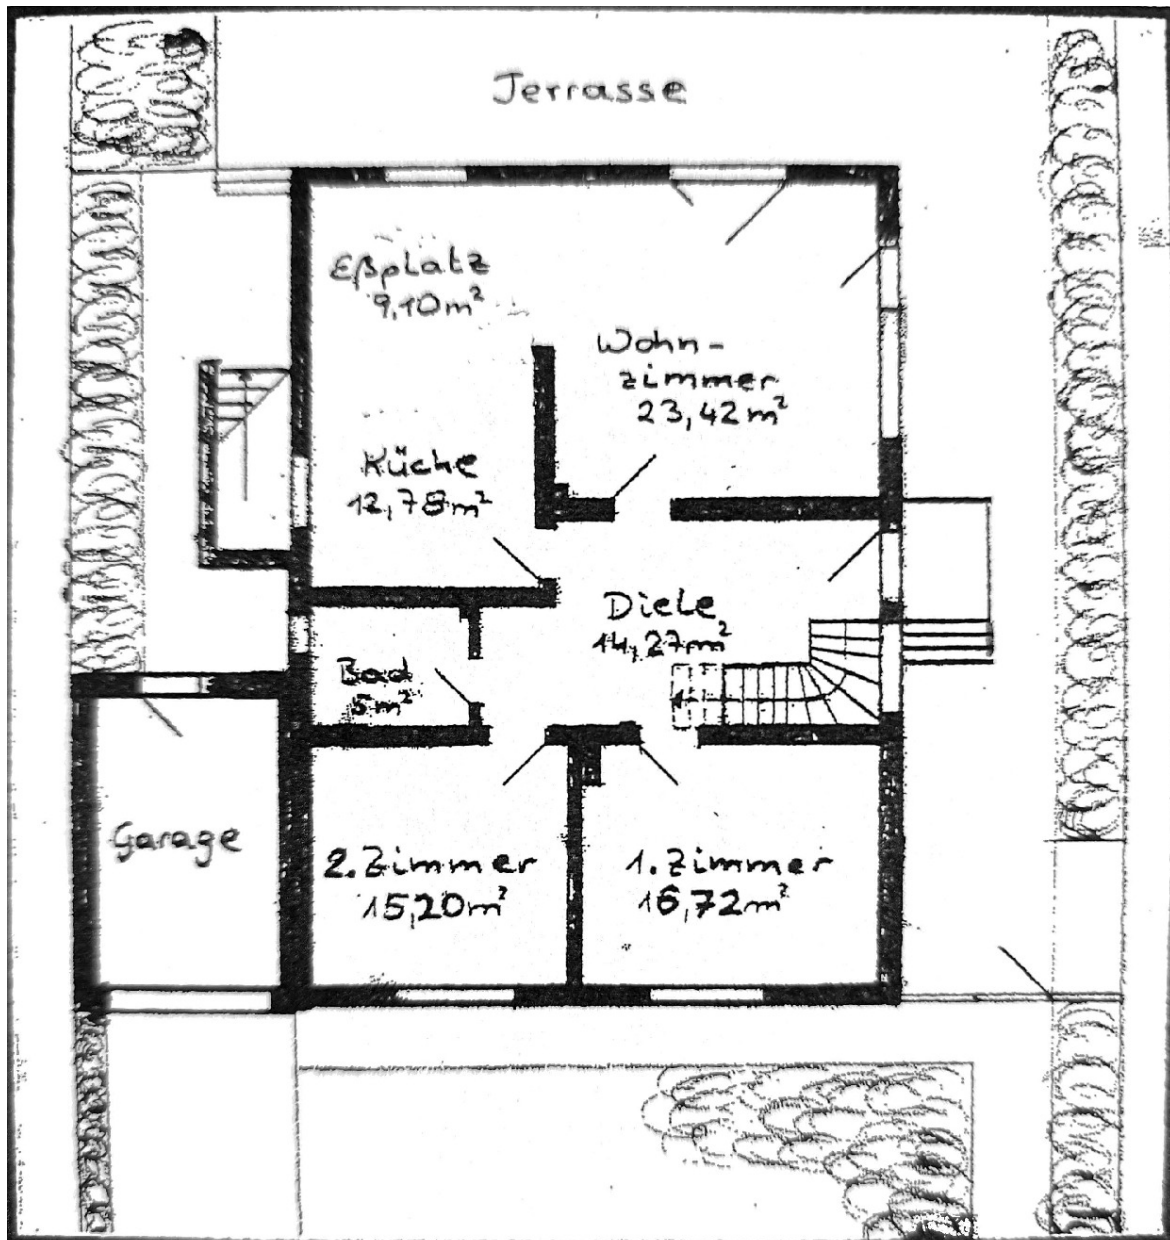 Terrasse
Eßplatz
9,10m²
Wohn-
zimmer
23,42m²
Küche
12,78m²
Diele
14,27m²
Bad
5m²
Garage
2. Zimmer
15,20m²
1. Zimmer
16,72m²